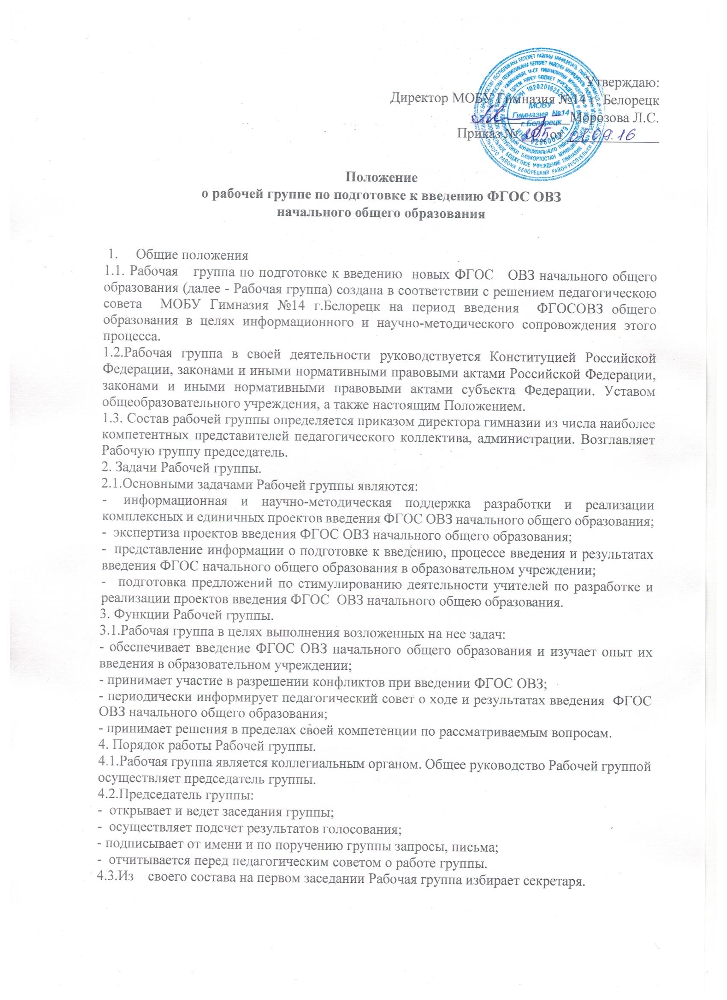 Утверждаю:
Директор МОБУ Гимназия №14 г. Белорецк
Морозова Л.С.
Приказ № от 09.16
МОБУ
Гимназия №14
г. Белорецк
Положение
о рабочей группе по подготовке к введению ФГОС ОВЗ
начального общего образования
1. Общие положения
1.1. Рабочая группа по подготовке к введению новых ФГОС ОВЗ начального общего
образования (далее - Рабочая группа) создана в соответствии с решением педагогическою
совета МОБУ Гимназия №14 г.Белорецк на период введения ФГОСОВЗ общего
образования в целях информационного и научно-методического сопровождения этого
процесса.
1.2.Рабочая группа в своей деятельности руководствуется Конституцией Российской
Федерации, законами и иными нормативными правовыми актами Российской Федерации,
законами и иными нормативными правовыми актами субъекта Федерации. Уставом
общеобразовательного учреждения, а также настоящим Положением.
1.3. Состав рабочей группы определяется приказом директора гимназии из числа наиболее
компетентных представителей педагогического коллектива, администрации. Возглавляет
Рабочую группу председатель.
2. Задачи Рабочей группы.
2.1.Основными задачами Рабочей группы являются:
- информационная и научно-методическая поддержка разработки и реализации
комплексных и единичных проектов введения ФГОС ОВЗ начального общего образования;
- экспертиза проектов введения ФГОС ОВЗ начального общего образования;
- представление информации о подготовке к введению, процессе введения и результатах
введения ФГОС начального общего образования в образовательном учреждении;
- подготовка предложений по стимулированию деятельности учителей по разработке и
реализации проектов введения ФГОС ОВЗ начального общею образования.
3. Функции Рабочей группы.
3.1.Рабочая группа в целях выполнения возложенных на нее задач:
- обеспечивает введение ФГОС ОВЗ начального общего образования и изучает опыт их
введения в образовательном учреждении;
- принимает участие в разрешении конфликтов при введении ФГОС ОВЗ;
- периодически информирует педагогический совет о ходе и результатах введения ФГОС
ОВЗ начального общего образования;
- принимает решения в пределах своей компетенции по рассматриваемым вопросам.
4. Порядок работы Рабочей группы.
4.1.Рабочая группа является коллегиальным органом. Общее руководство Рабочей группой
осуществляет председатель группы.
4.2.Председатель группы:
- открывает и ведет заседания группы;
- осуществляет подсчет результатов голосования;
- подписывает от имени и по поручению группы запросы, письма;
- отчитывается перед педагогическим советом о работе группы.
4.3.Из своего состава на первом заседании Рабочая группа избирает секретаря.